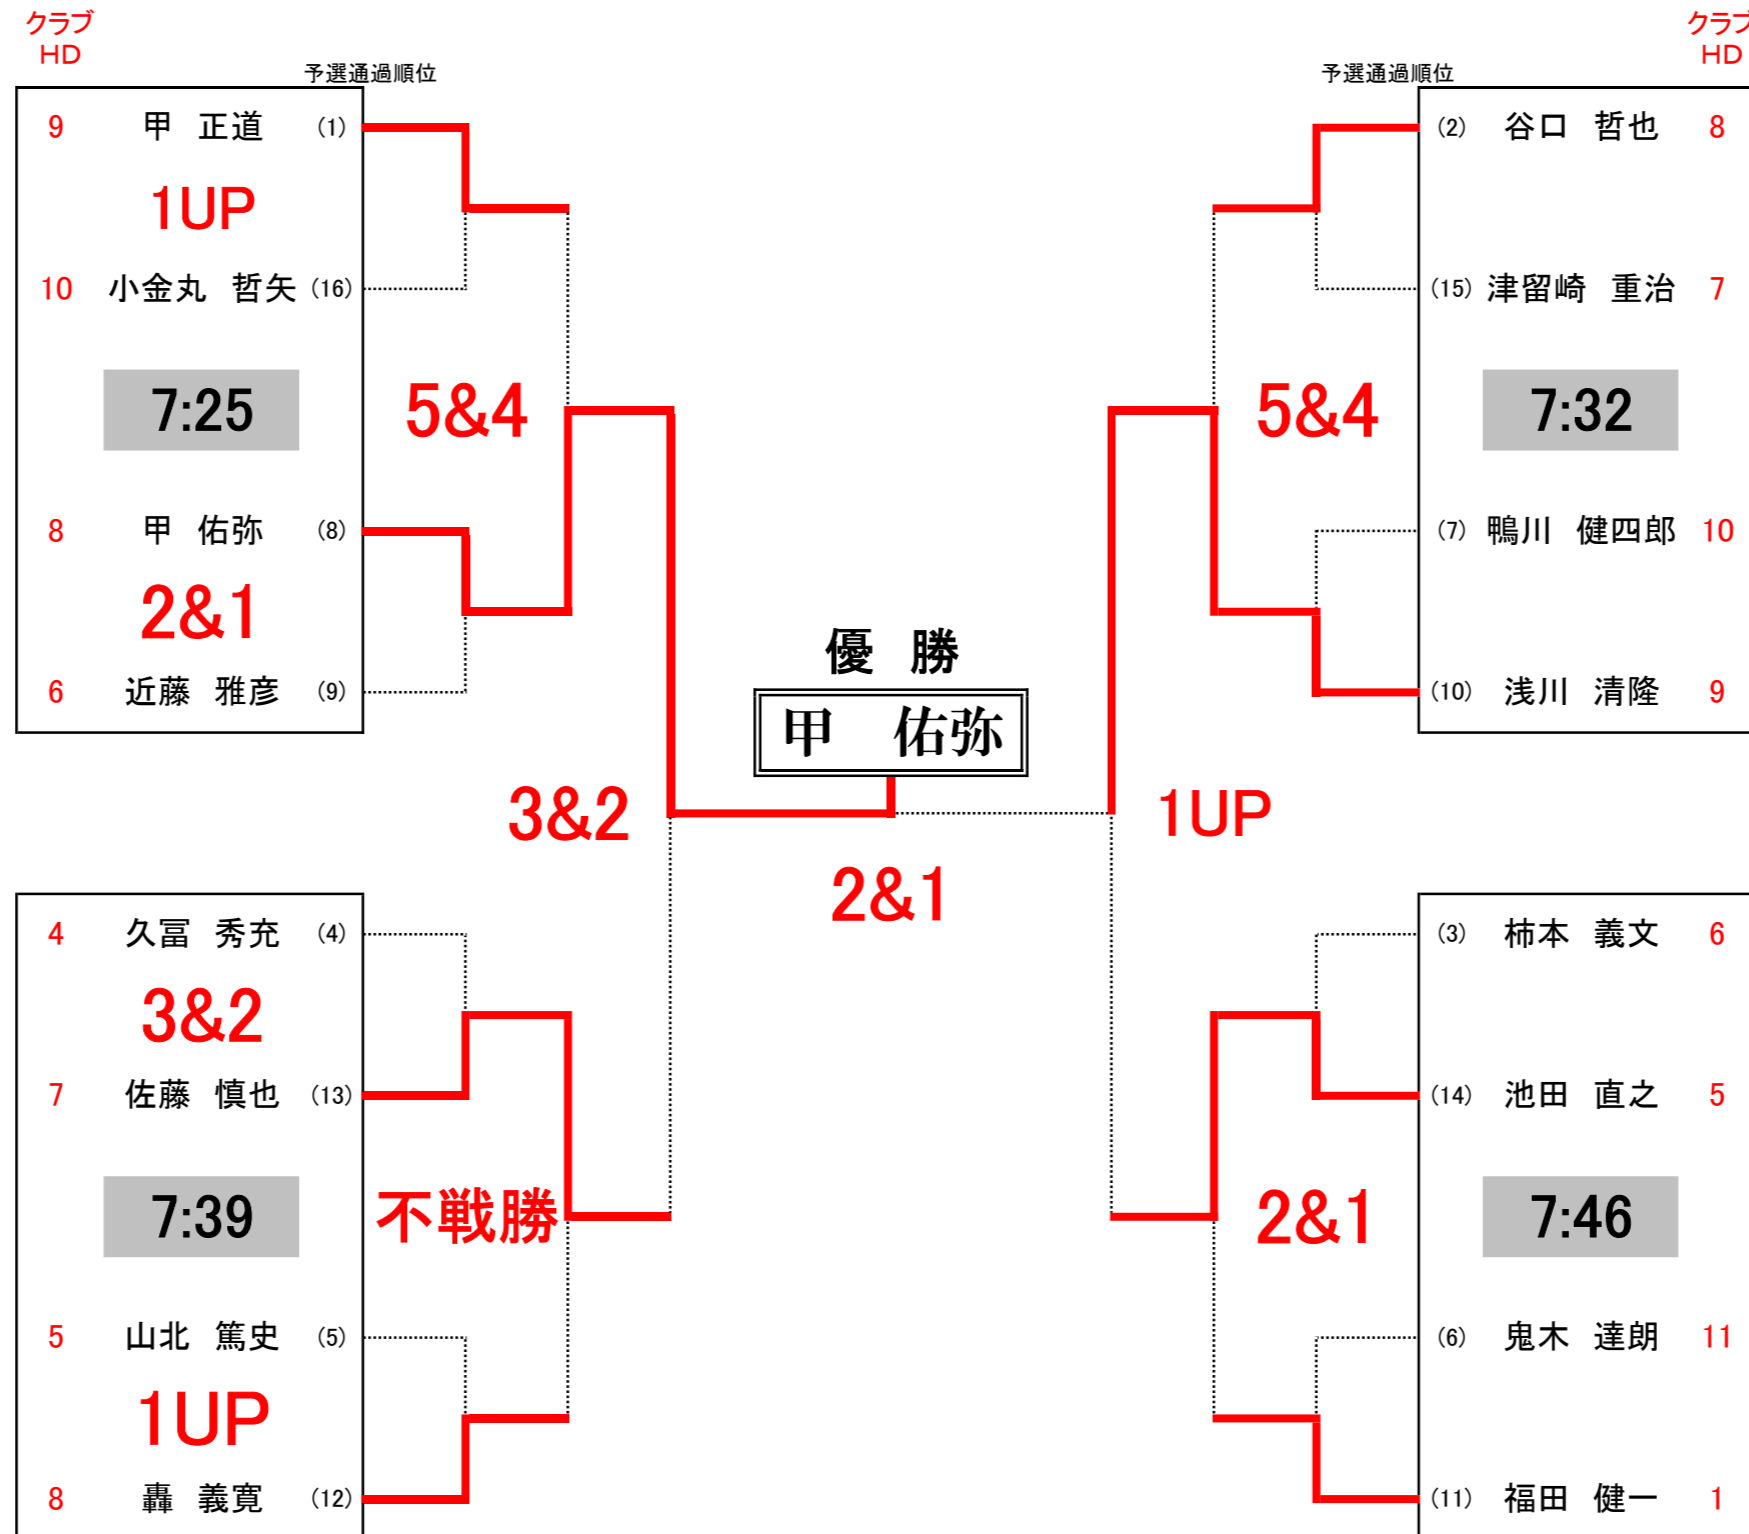 クラブ
HD
予選通過順位
9 甲 正道 (1)
1UP
10 小金丸 哲矢 (16)
7:25
5&4
8 甲 佑弥 (8)
2&1
6 近藤 雅彦 (9)
3&2
4 久冨 秀充 (4)
3&2
7 佐藤 慎也 (13)
7:39
不戦勝
5 山北 篤史 (5)
1UP
8 轟 義寛 (12)
優 勝
甲 佑弥
2&1
クラブ
HD
予選通過順位
(2) 谷口 哲也 8
(15) 津留崎 重治 7
5&4
7:32
(7) 鴨川 健四郎 10
(10) 浅川 清隆 9
1UP
(3) 柿本 義文 6
(14) 池田 直之 5
2&1
7:46
(6) 鬼木 達朗 11
(11) 福田 健一 1